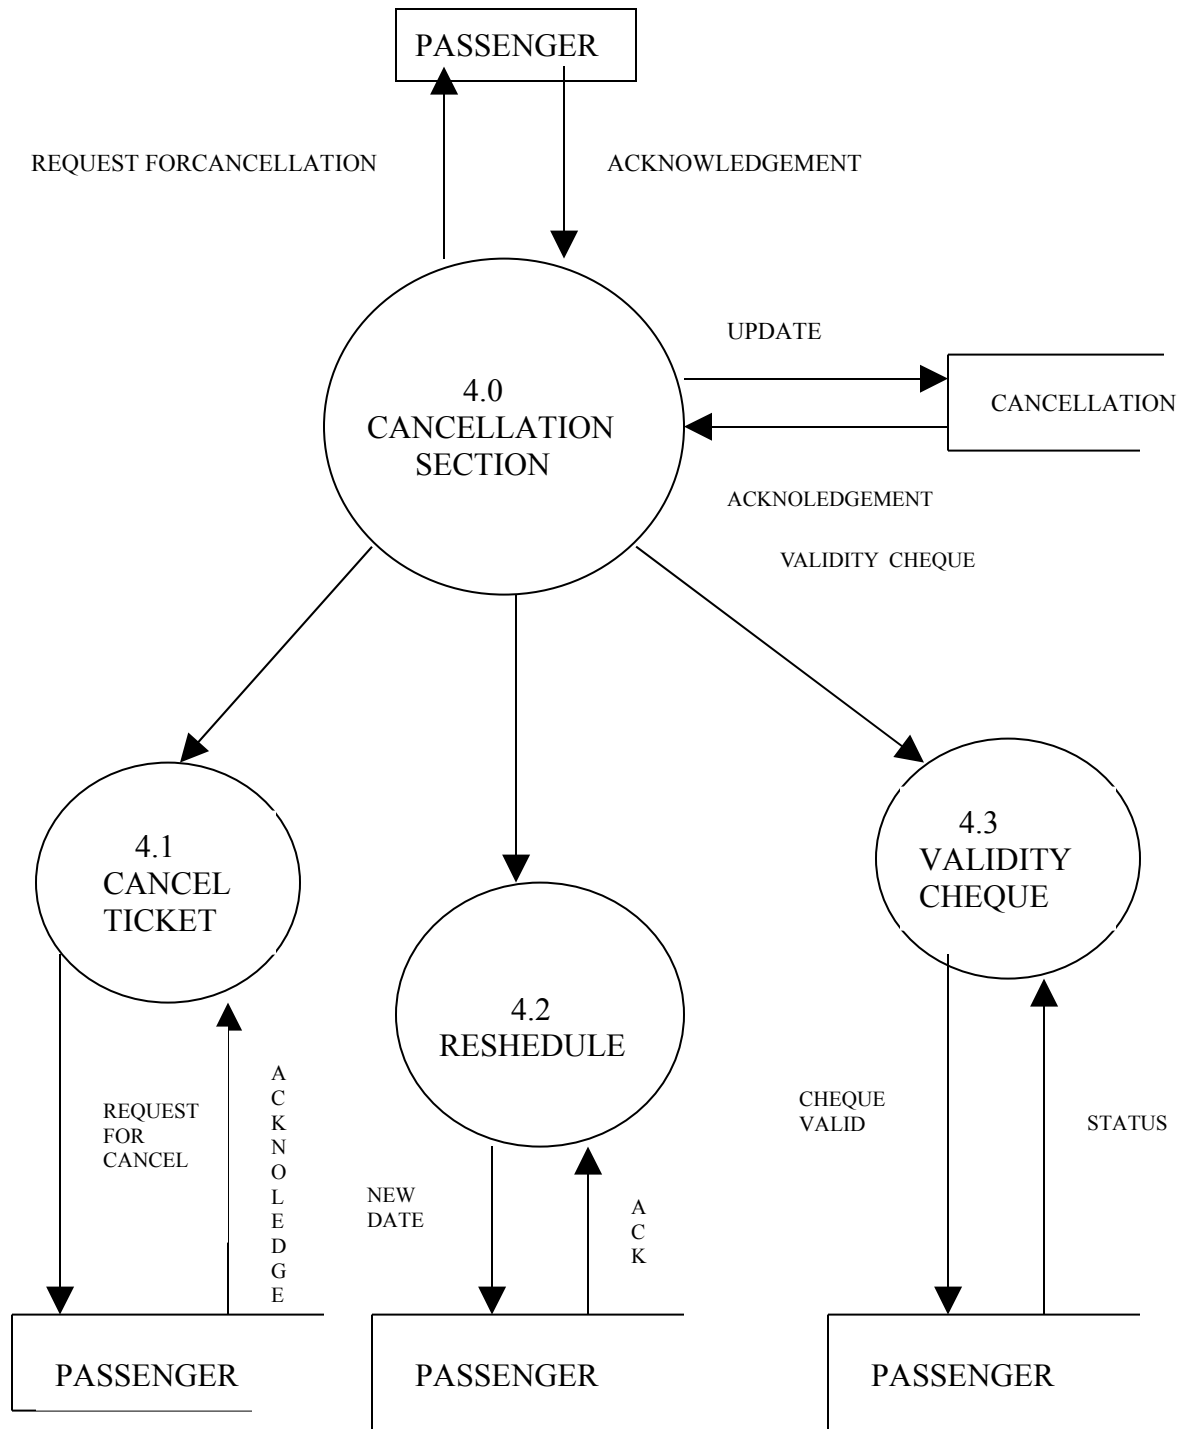 PASSENGER
REQUEST FORCANCELLATION
ACKNOWLEDGEMENT
UPDATE
4.0
CANCELLATION
SECTION
CANCELLATION
ACKNOLEDGEMENT
VALIDITY CHEQUE
4.1
CANCEL
TICKET
4.3
VALIDITY
CHEQUE
4.2
RESHEDULE
REQUEST
FOR
CANCEL
A
C
K
N
O
L
E
D
G
E
NEW
DATE
A
C
K
CHEQUE
VALID
STATUS
PASSENGER
PASSENGER
PASSENGER